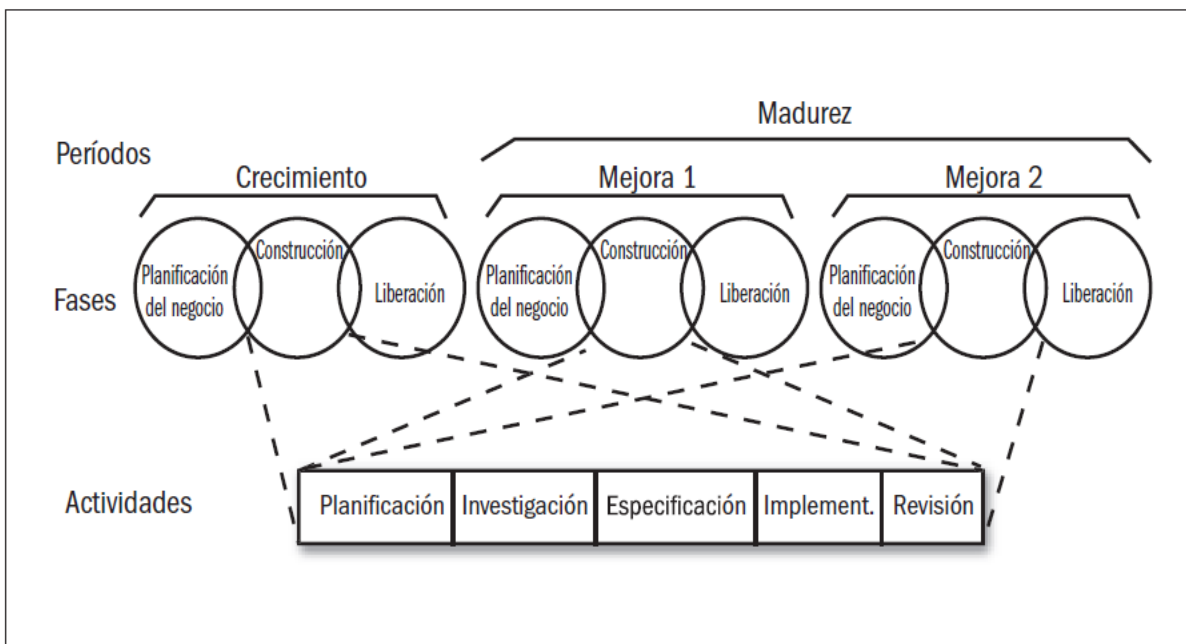 Madurez
Períodos
Crecimiento
Mejora 1
Mejora 2
Fases
Planificación
del negocio
Construcción
Liberación
Planificación
del negocio
Construcción
Liberación
Planificación
del negocio
Construcción
Liberación
Actividades
Planificación
Investigación
Especificación
Implement.
Revisión